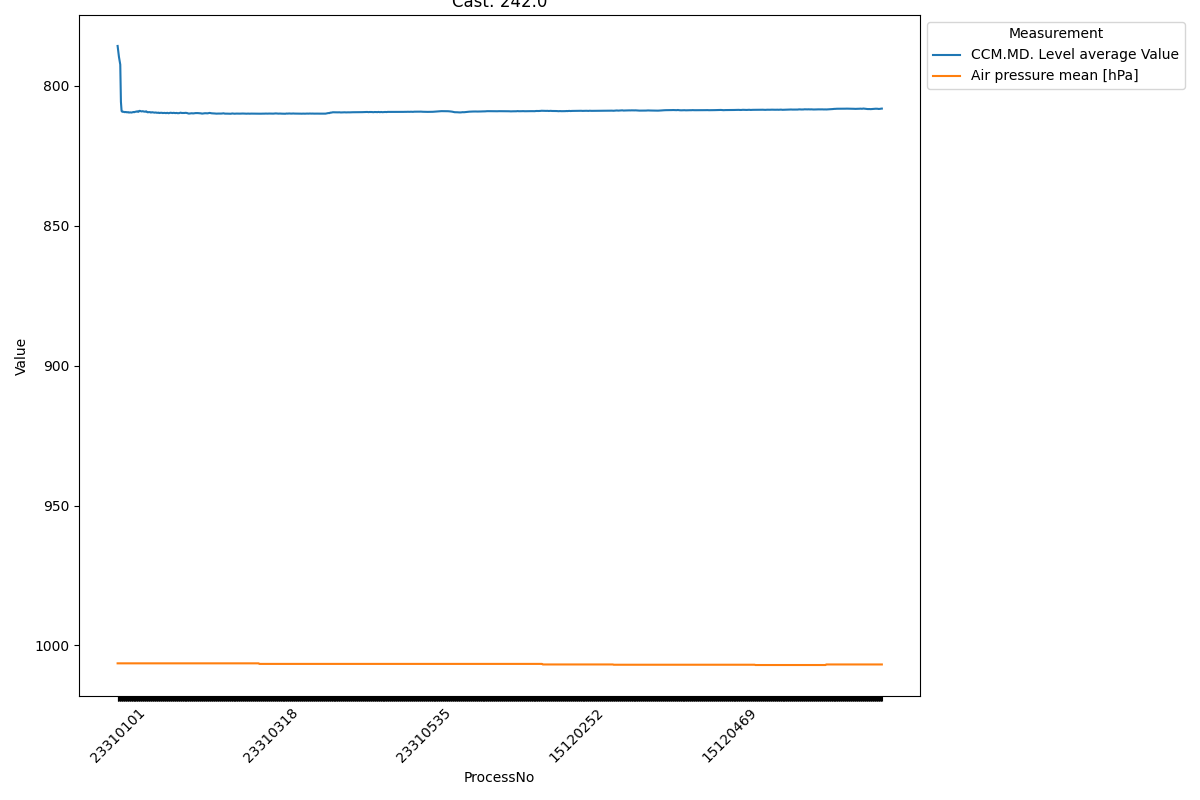 Cast: 242.0
Measurement
CCM.MD. Level average Value
Air pressure mean [hPa]
800
850
900
950
1000
Value
23310101
23310318
23310535
15120252
15120469
ProcessNo